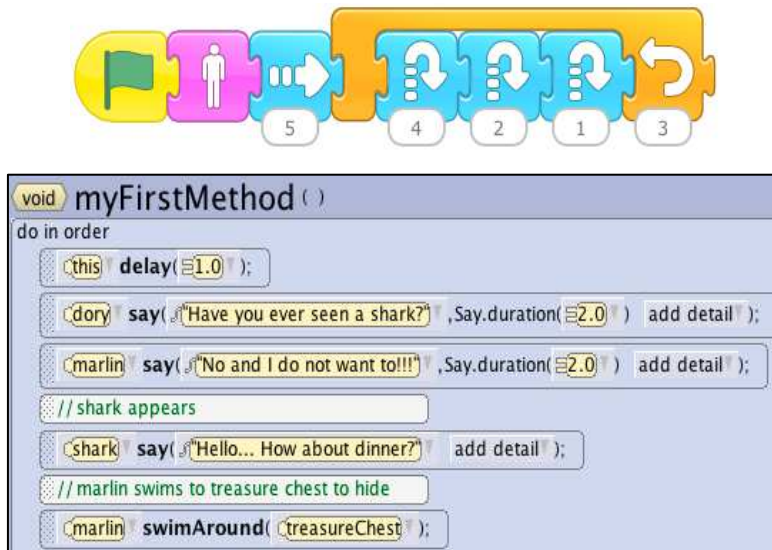 5 4 2 1 3
void myFirstMethod ( )
do in order
this delay( 1.0 );
dory say( "Have you ever seen a shark?" , Say.duration( 2.0 ) add detail );
marlin say( "No and I do not want to!!!" , Say.duration( 2.0 ) add detail );
// shark appears
shark say( "Hello... How about dinner?" add detail );
// marlin swims to treasure chest to hide
marlin swimAround( treasureChest );